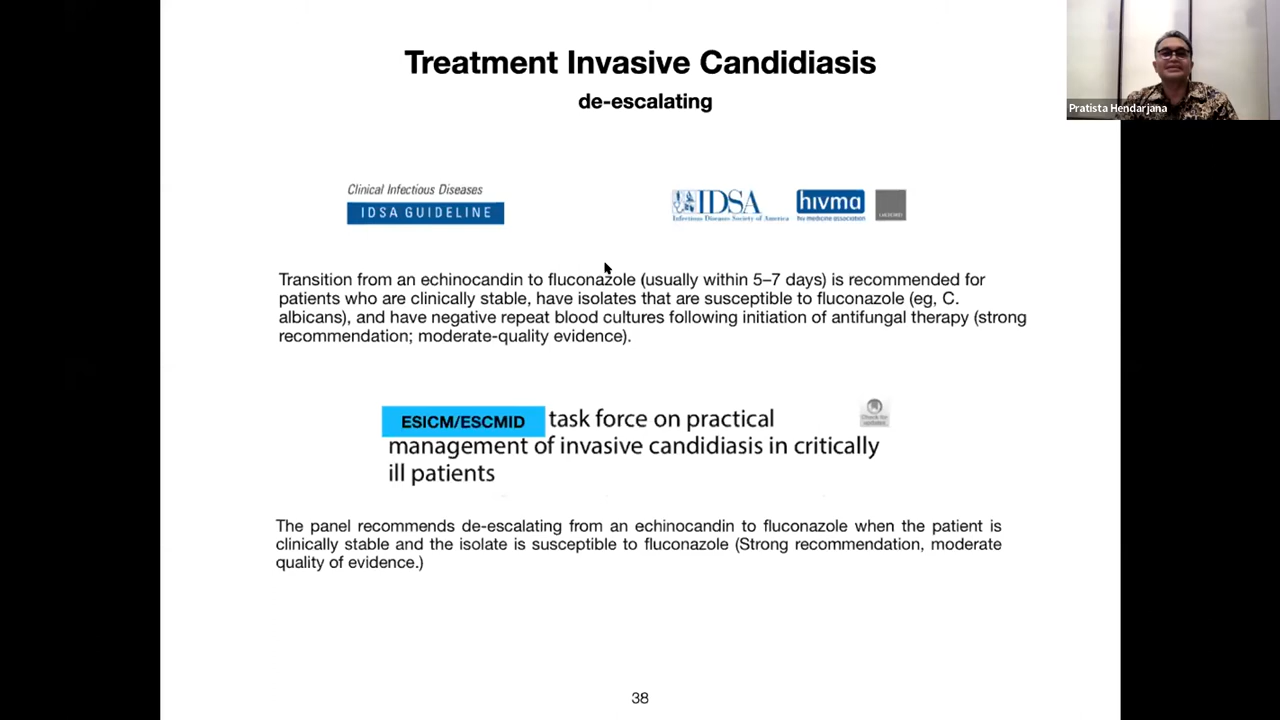 Treatment Invasive Candidiasis
de-escalating
Pratista Hendarjana
Clinical Infectious Diseases
IDSA GUIDELINE
IDSA
Infectious Diseases Society of America
hivma
hiv medicine association
Transition from an echinocandin to fluconazole (usually within 5–7 days) is recommended for
patients who are clinically stable, have isolates that are susceptible to fluconazole (eg, C.
albicans), and have negative repeat blood cultures following initiation of antifungal therapy (strong
recommendation; moderate-quality evidence).
ESICM/ESCMID task force on practical
management of invasive candidiasis in critically
ill patients
Check for
updates
The panel recommends de-escalating from an echinocandin to fluconazole when the patient is
clinically stable and the isolate is susceptible to fluconazole (Strong recommendation, moderate
quality of evidence.)
38